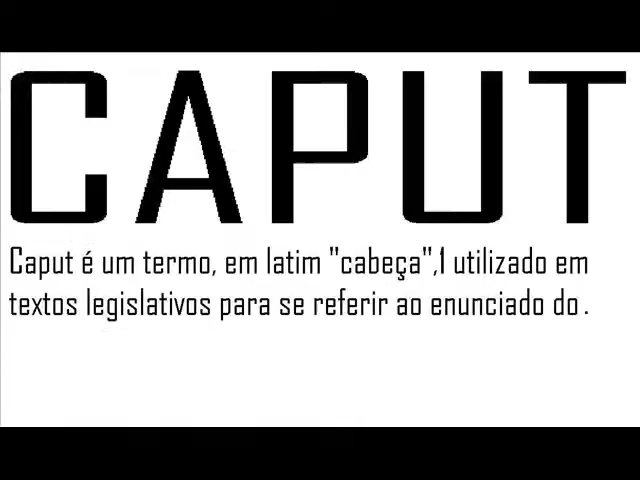 CAPUT
Caput é um termo, em latim "cabeça",1 utilizado em
textos legislativos para se referir ao enunciado do .